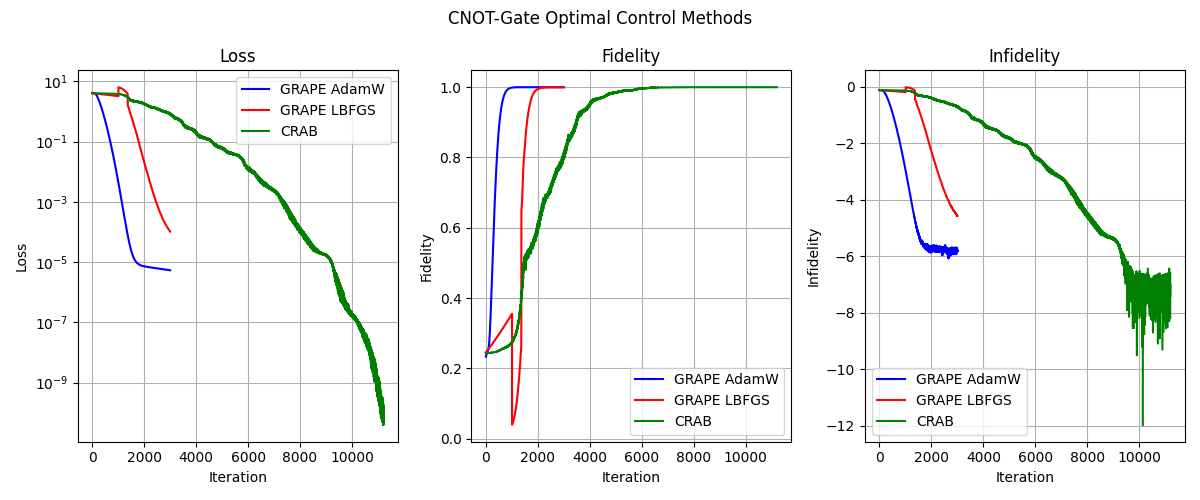 CNOT-Gate Optimal Control Methods
Loss
10^1
10^-1
10^-3
10^-5
10^-7
10^-9
Loss
0 2000 4000 6000 8000 10000
Iteration
GRAPE AdamW
GRAPE LBFGS
CRAB
Fidelity
1.0
0.8
0.6
0.4
0.2
0.0
Fidelity
0 2000 4000 6000 8000 10000
Iteration
GRAPE AdamW
GRAPE LBFGS
CRAB
Infidelity
0
−2
−4
−6
−8
−10
−12
Infidelity
0 2000 4000 6000 8000 10000
Iteration
GRAPE AdamW
GRAPE LBFGS
CRAB